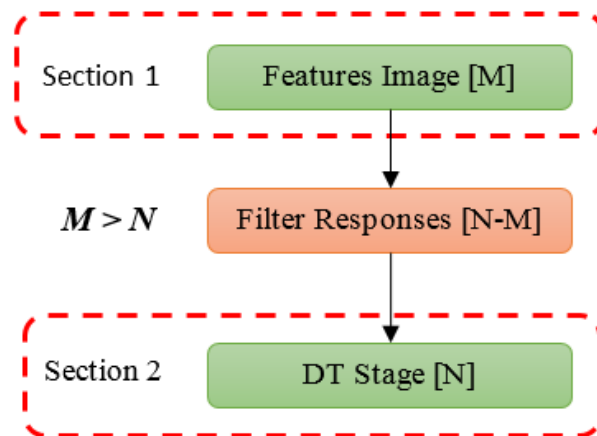 Section 1
Features Image [M]
M > N
Filter Responses [N-M]
Section 2
DT Stage [N]